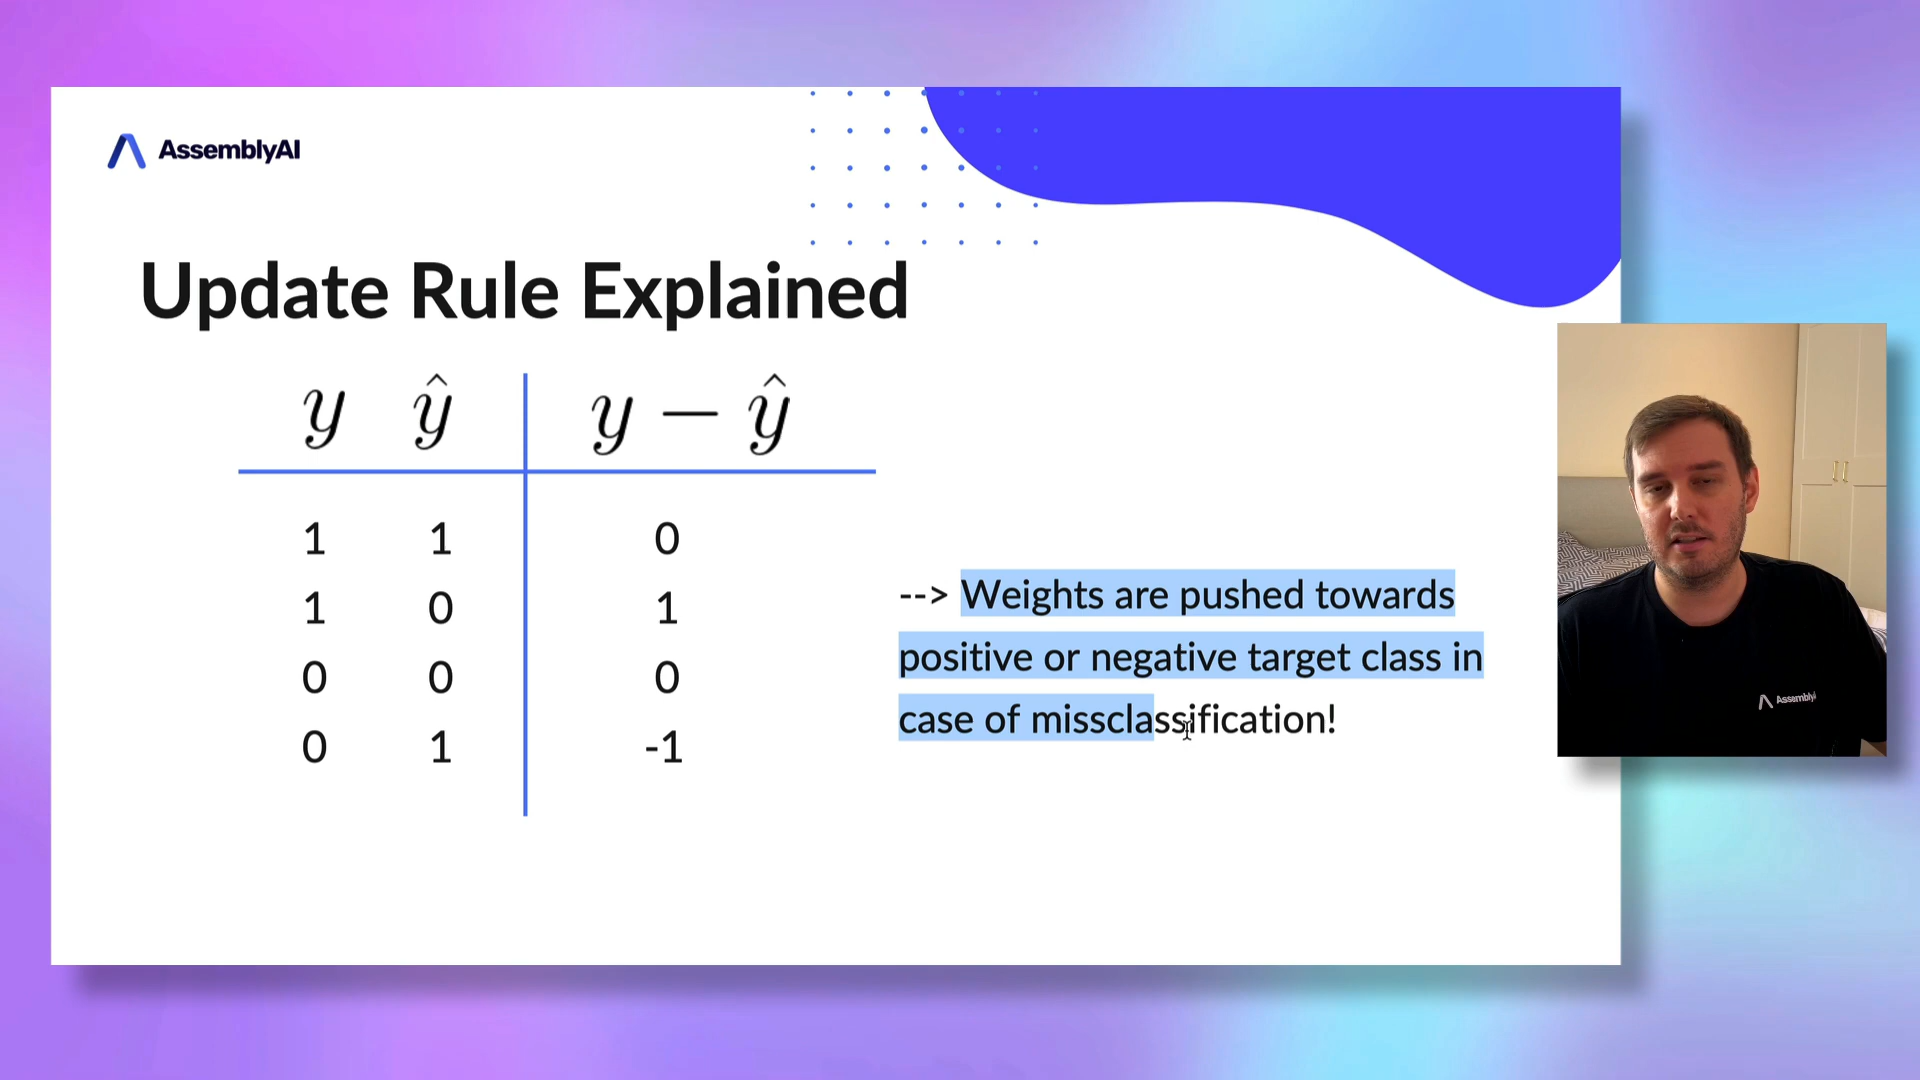 AssemblyAI
Update Rule Explained
y ŷ y − ŷ
1 1 0
1 0 1
0 0 0
0 1 -1
--> Weights are pushed towards
positive or negative target class in
case of missclassification!
AssemblyAI